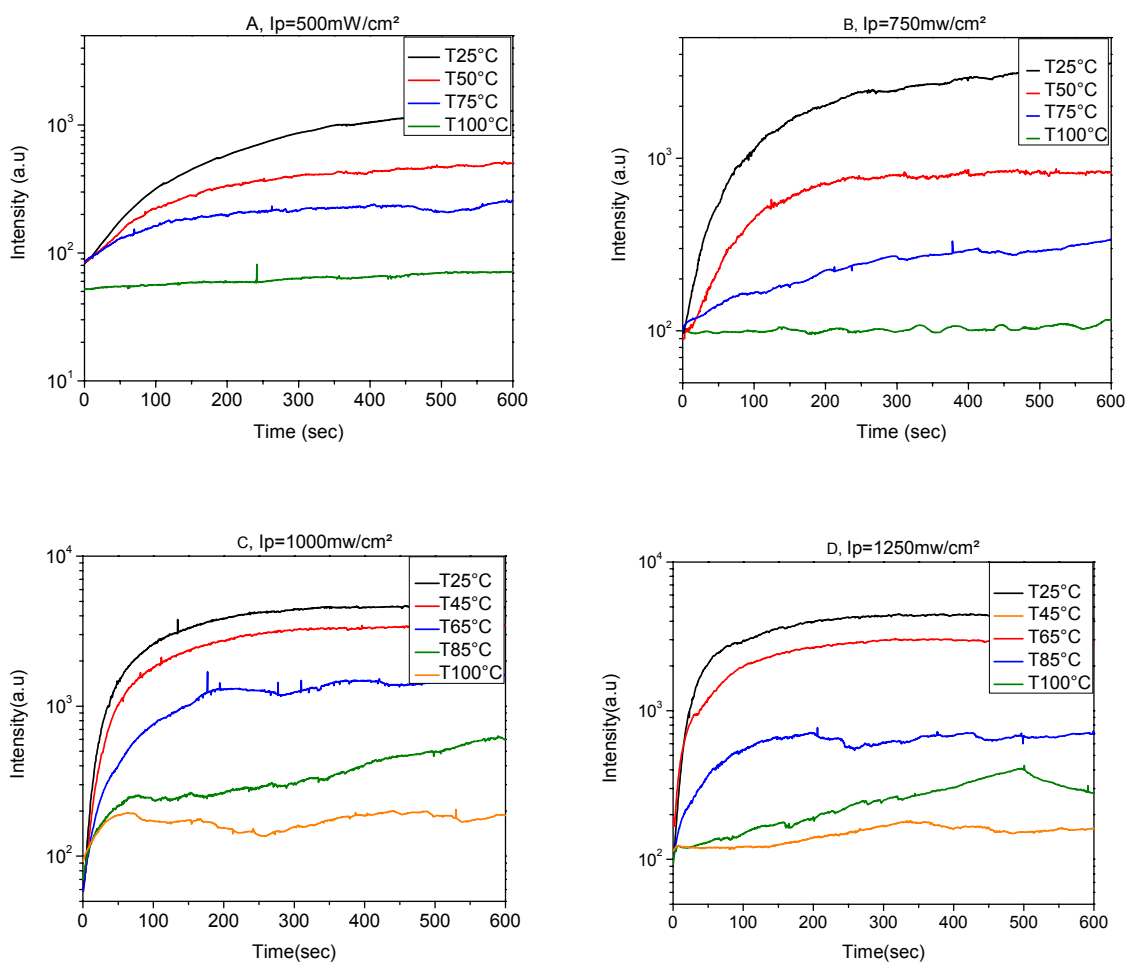 A, Ip=500mW/cm²
T25°C
T50°C
T75°C
T100°C
10³
10²
10¹
Intensity (a.u)
0 100 200 300 400 500 600
Time (sec)
B, Ip=750mw/cm²
T25°C
T50°C
T75°C
T100°C
10³
10²
Intensity (a.u)
0 100 200 300 400 500 600
Time (sec)
C, Ip=1000mw/cm²
T25°C
T45°C
T65°C
T85°C
T100°C
10⁴
10³
10²
Intensity(a.u)
0 100 200 300 400 500 600
Time(sec)
D, Ip=1250mw/cm²
T25°C
T45°C
T65°C
T85°C
T100°C
10⁴
10³
10²
Intensity(a.u)
0 100 200 300 400 500 600
Time(sec)